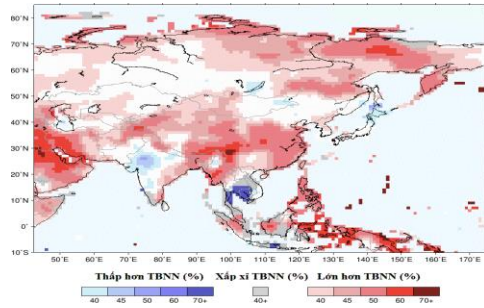 80°N
70°N
60°N
50°N
40°N
30°N
20°N
10°N
0°
10°S
50°E 60°E 70°E 80°E 90°E 100°E 110°E 120°E 130°E 140°E 150°E 160°E 170°E
Thấp hơn TBNN (%) Xấp xỉ TBNN (%) Lớn hơn TBNN (%)
40 45 50 60 70+ 40+ 40 45 50 60 70+